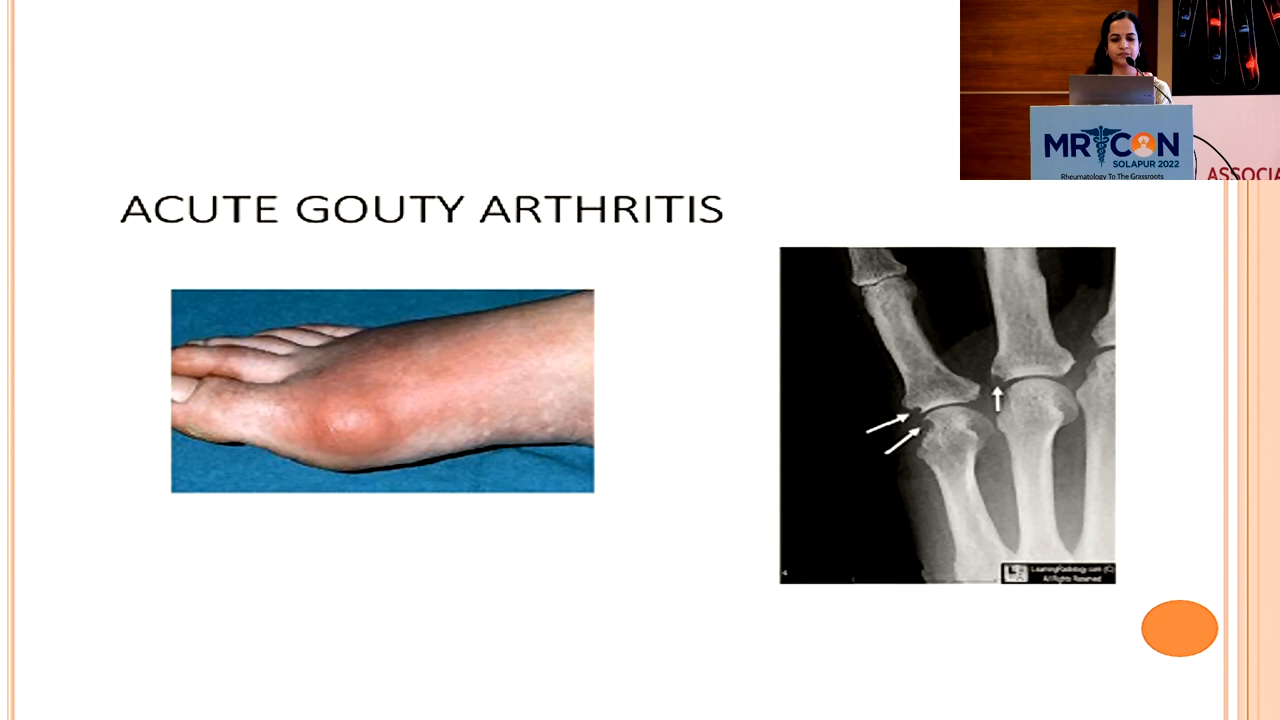 MRCON
SOLAPUR 2022
Rheumatology To The Grassroots
ASSOCIA
ACUTE GOUTY ARTHRITIS
LearningRadiology.com (C)
All Rights Reserved